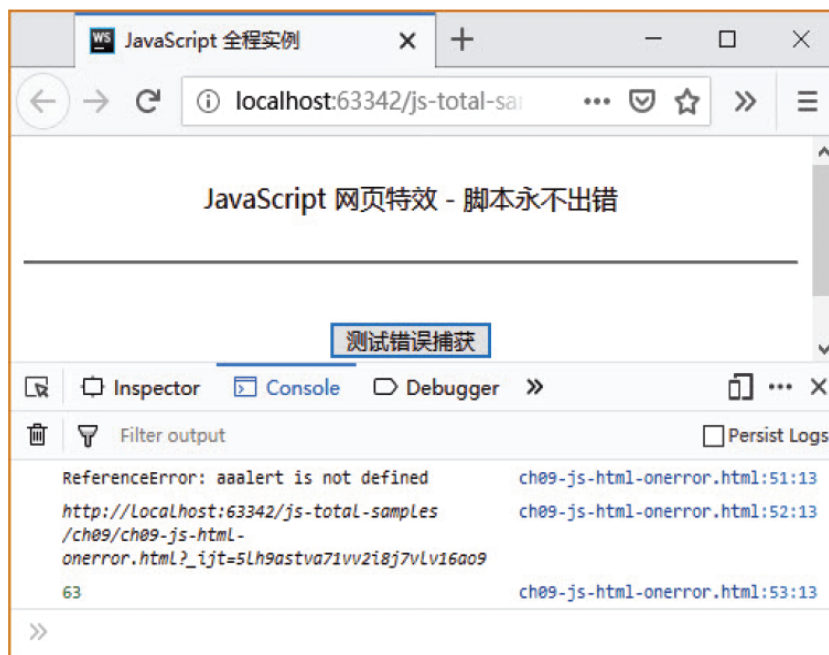 WS JavaScript 全程实例
localhost:63342/js-total-sa
JavaScript 网页特效 - 脚本永不出错
测试错误捕获
Inspector Console Debugger
Filter output Persist Logs
ReferenceError: aaalert is not defined ch09-js-html-onerror.html:51:13
http://localhost:63342/js-total-samples ch09-js-html-onerror.html:52:13
/ch09/ch09-js-html-
onerror.html?_ijt=5lh9astva71vv2i8j7vlv16ao9
63 ch09-js-html-onerror.html:53:13